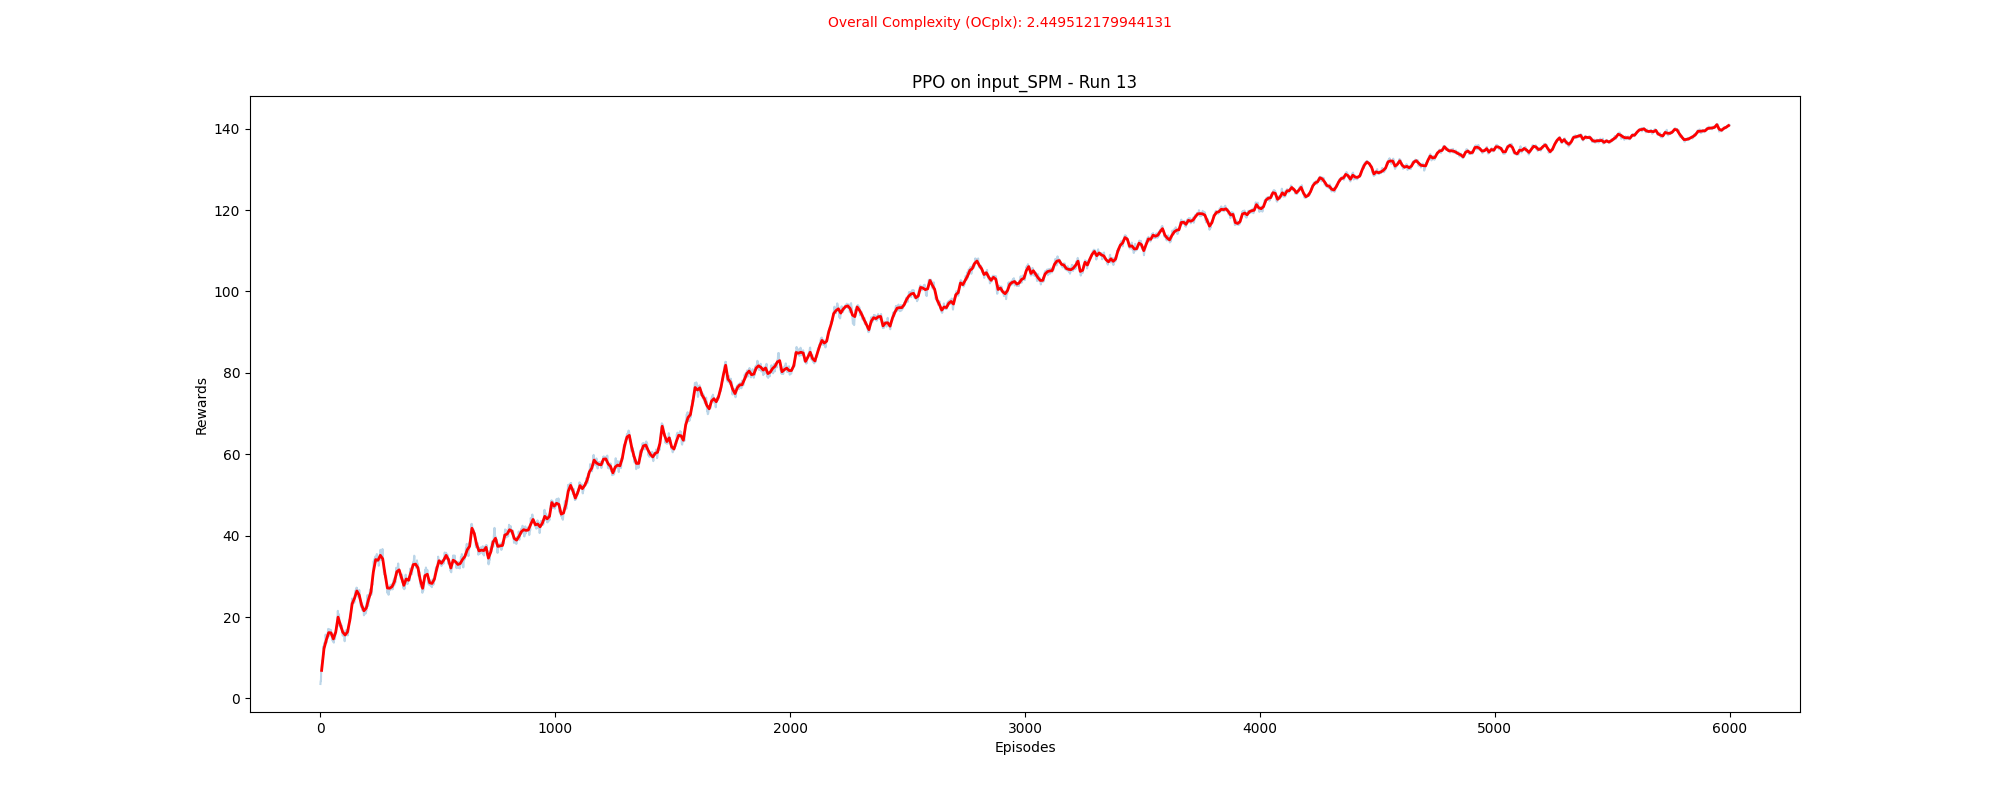 Overall Complexity (OCplx): 2.449512179944131
PPO on input_SPM - Run 13
Rewards
140
120
100
80
60
40
20
0
0 1000 2000 3000 4000 5000 6000
Episodes